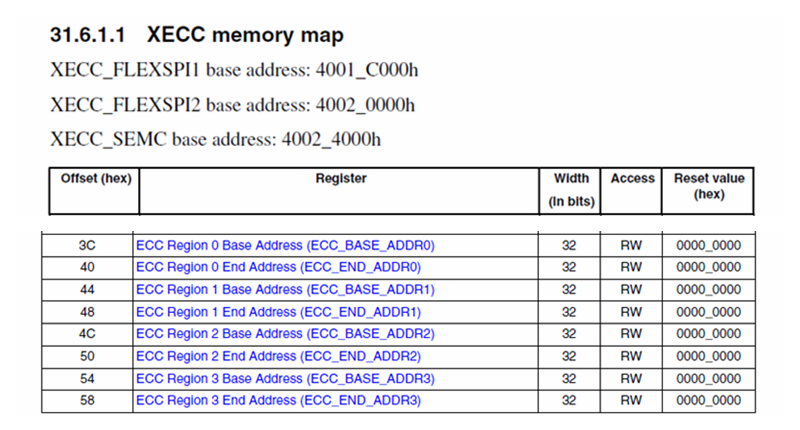 31.6.1.1 XECC memory map
XECC_FLEXSPI1 base address: 4001_C000h
XECC_FLEXSPI2 base address: 4002_0000h
XECC_SEMC base address: 4002_4000h
Offset (hex) Register Width (In bits) Access Reset value (hex)
3C ECC Region 0 Base Address (ECC_BASE_ADDR0) 32 RW 0000_0000
40 ECC Region 0 End Address (ECC_END_ADDR0) 32 RW 0000_0000
44 ECC Region 1 Base Address (ECC_BASE_ADDR1) 32 RW 0000_0000
48 ECC Region 1 End Address (ECC_END_ADDR1) 32 RW 0000_0000
4C ECC Region 2 Base Address (ECC_BASE_ADDR2) 32 RW 0000_0000
50 ECC Region 2 End Address (ECC_END_ADDR2) 32 RW 0000_0000
54 ECC Region 3 Base Address (ECC_BASE_ADDR3) 32 RW 0000_0000
58 ECC Region 3 End Address (ECC_END_ADDR3) 32 RW 0000_0000